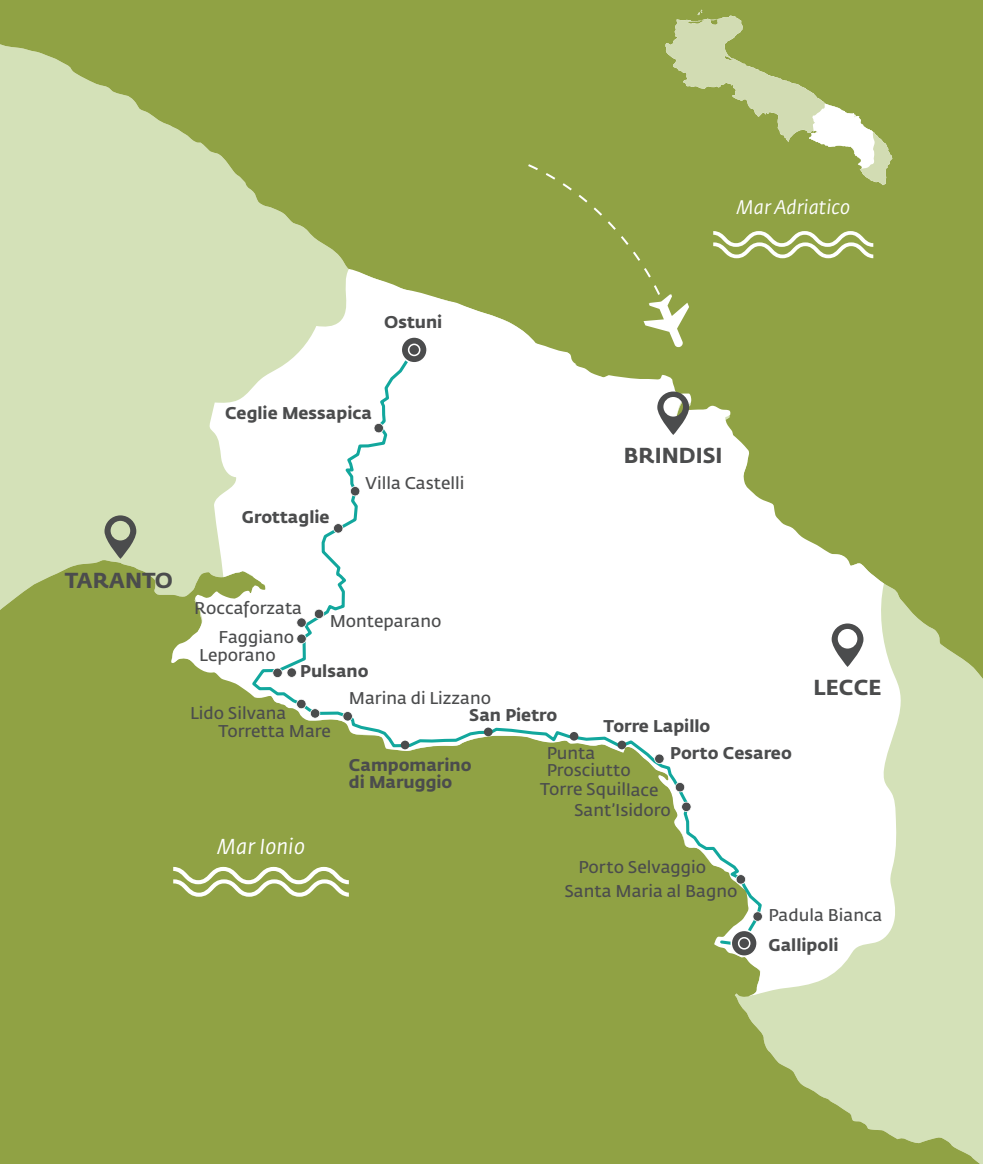 Mar Adriatico
Ostuni
Ceglie Messapica
BRINDISI
Villa Castelli
Grottaglie
TARANTO
Roccaforzata
Monteparano
Faggiano
Leporano
Pulsano
LECCE
Marina di Lizzano
Lido Silvana
San Pietro
Torretta Mare
Torre Lapillo
Punta
Prosciutto
Porto Cesareo
Campomarino
di Maruggio
Torre Squillace
Sant'Isidoro
Mar Ionio
Porto Selvaggio
Santa Maria al Bagno
Padula Bianca
Gallipoli